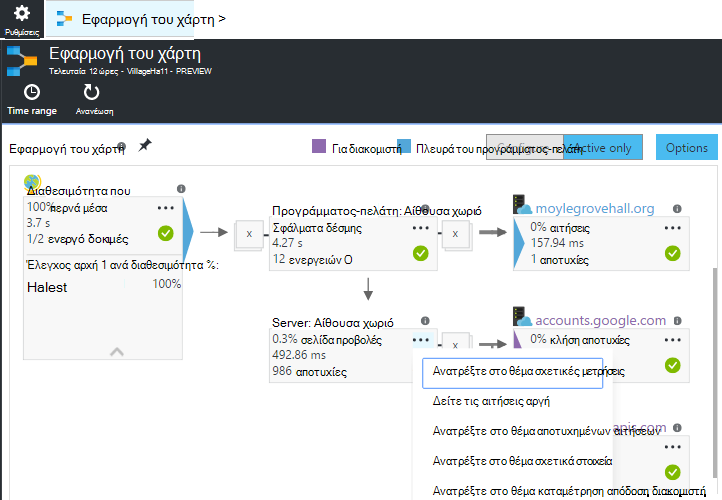 Εφαρμογή του χάρτη >
Ρυθμίσεις
Εφαρμογή του χάρτη
Τελευταία 12 ώρες - VillageHa11 - PREVIEW
Time range
Ανανέωση
Εφαρμογή του χάρτη
Για διακομιστή
Πλευρά του προγράμματος-πελάτη
Active only
Options
Διαθεσιμότητα που
100% περνά μέσα
3.7 s
1/2 ενεργό δοκιμές
Έλεγχος αρχή 1 ανά διαθεσιμότητα %:
Halest 100%
x
Προγράμματος-πελάτη: Αίθουσα χωριό
Σφάλματα δέσμης
4.27 s
12 ενεργειών Ο
x
moylegrovehall.org
0% αιτήσεις
157.94 ms
1 αποτυχίες
Server: Αίθουσα χωριό
0.3% σελίδα προβολές
492.86 ms
986 αποτυχίες
x
accounts.google.com
0% κλήση αποτυχίες
Ανατρέξτε στο θέμα σχετικές μετρήσεις
Δείτε τις αιτήσεις αργή
Ανατρέξτε στο θέμα αποτυχημένων αιτήσεων
apis.com
Ανατρέξτε στο θέμα σχετικά στοιχεία
Ανατρέξτε στο θέμα καταμέτρηση απόδοση διακομιστή